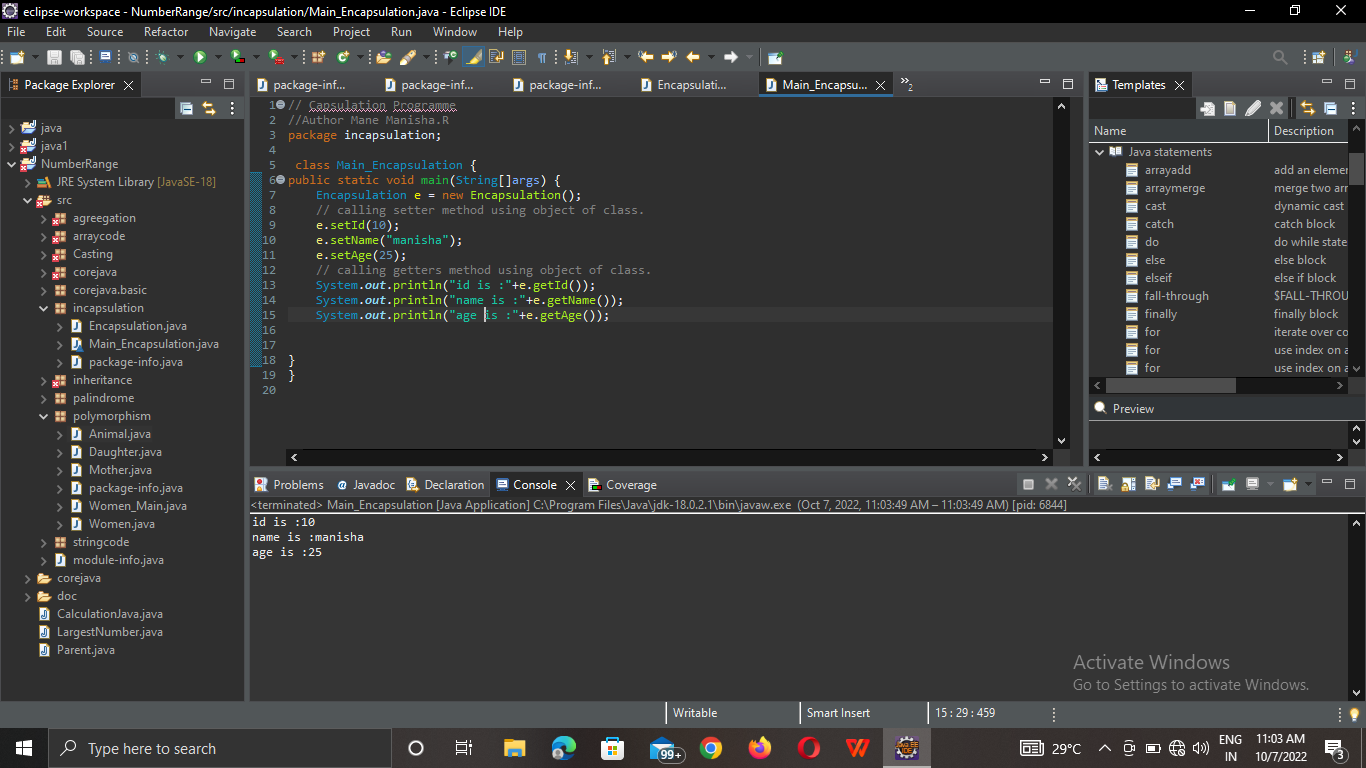 eclipse-workspace - NumberRange/src/incapsulation/Main_Encapsulation.java - Eclipse IDE
File Edit Source Refactor Navigate Search Project Run Window Help
Package Explorer
java
java1
NumberRange
JRE System Library [JavaSE-18]
src
agreegation
arraycode
Casting
corejava
corejava.basic
incapsulation
Encapsulation.java
Main_Encapsulation.java
package-info.java
inheritance
palindrome
polymorphism
Animal.java
Daughter.java
Mother.java
package-info.java
Women_Main.java
Women.java
stringcode
module-info.java
corejava
doc
CalculationJava.java
LargestNumber.java
Parent.java
package-inf... package-inf... package-inf... Encapsulati... Main_Encapsu... »2
1 // Capsulation Programme
2 //Author Mane Manisha.R
3 package incapsulation;
4
5 class Main_Encapsulation {
6 public static void main(String[]args) {
7 Encapsulation e = new Encapsulation();
8 // calling setter method using object of class.
9 e.setId(10);
10 e.setName("manisha");
11 e.setAge(25);
12 // calling getters method using object of class.
13 System.out.println("id is :"+e.getId());
14 System.out.println("name is :"+e.getName());
15 System.out.println("age is :"+e.getAge());
16
17
18 }
19 }
20
Templates
Name Description
Java statements
arrayadd add an elemer
arraymerge merge two arr
cast dynamic cast
catch catch block
do do while state
else else block
elseif else if block
fall-through $FALL-THROU
finally finally block
for iterate over co
for use index on a
for use index on a
Preview
Problems @ Javadoc Declaration Console Coverage
<terminated> Main_Encapsulation [Java Application] C:\Program Files\Java\jdk-18.0.2.1\bin\javaw.exe (Oct 7, 2022, 11:03:49 AM – 11:03:49 AM) [pid: 6844]
id is :10
name is :manisha
age is :25
Activate Windows
Go to Settings to activate Windows.
Writable Smart Insert 15 : 29 : 459
Type here to search
99+
29°C
ENG
IN
11:03 AM
10/7/2022
3